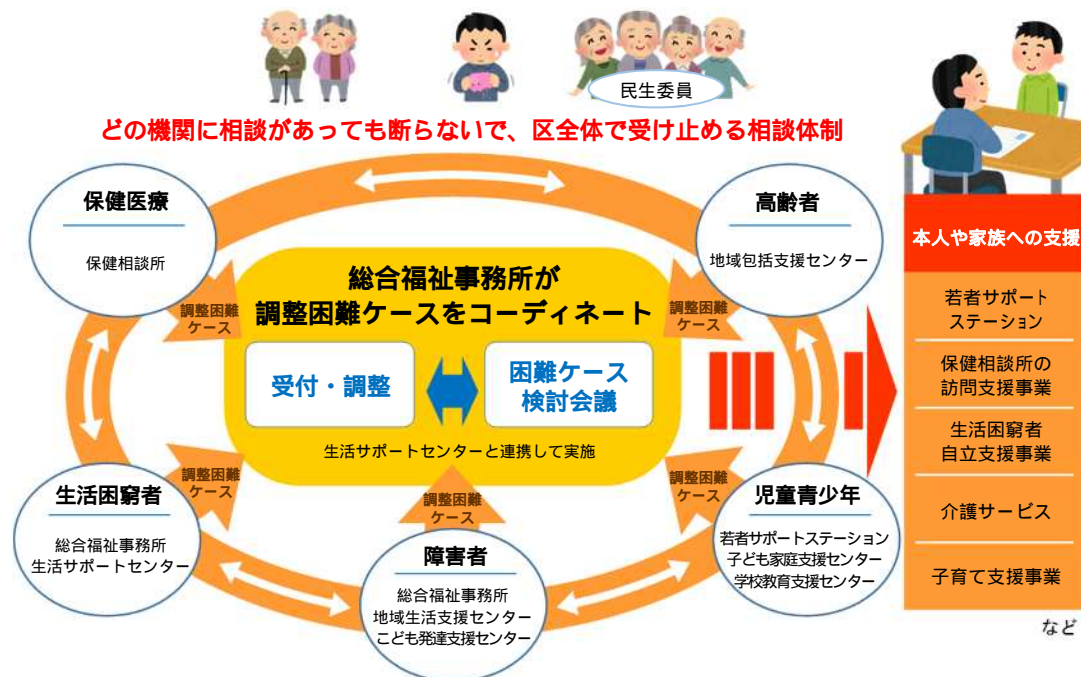 民生委員
どの機関に相談があっても断らないで、区全体で受け止める相談体制
保健医療
保健相談所
高齢者
地域包括支援センター
総合福祉事務所が
調整困難ケースをコーディネート
調整困難
ケース
調整困難
ケース
受付・調整
困難ケース
検討会議
生活サポートセンターと連携して実施
調整困難
ケース
調整困難
ケース
調整困難
ケース
生活困窮者
総合福祉事務所
生活サポートセンター
障害者
総合福祉事務所
地域生活支援センター
こども発達支援センター
児童青少年
若者サポートステーション
子ども家庭支援センター
学校教育支援センター
本人や家族への支援
若者サポート
ステーション
保健相談所の
訪問支援事業
生活困窮者
自立支援事業
介護サービス
子育て支援事業
など